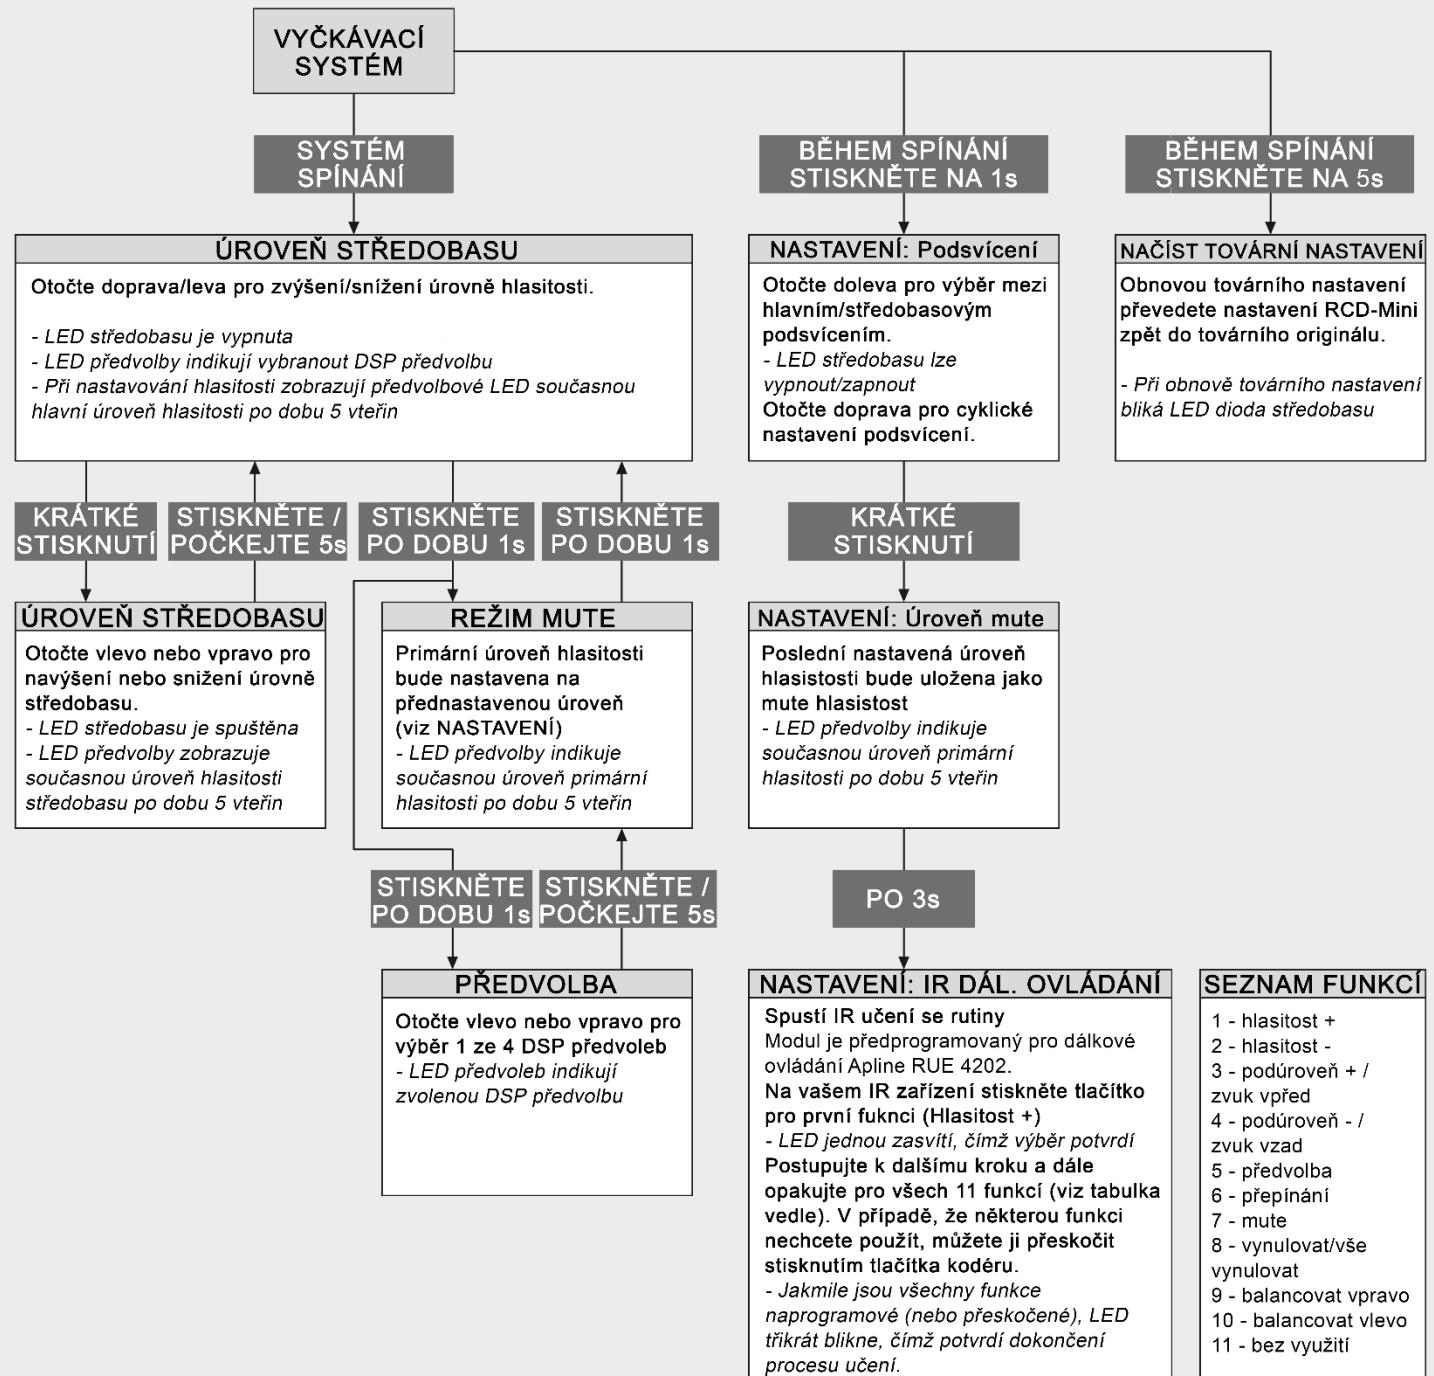 VYČKÁVACÍ
SYSTÉM
SYSTÉM
SPÍNÁNÍ
BĚHEM SPÍNÁNÍ
STISKNĚTE NA 1s
BĚHEM SPÍNÁNÍ
STISKNĚTE NA 5s
ÚROVEŇ STŘEDOBASU
Otočte doprava/leva pro zvýšení/snížení úrovně hlasitosti.
- LED středobasu je vypnuta
- LED předvolby indikují vybranout DSP předvolbu
- Při nastavování hlasitosti zobrazují předvolbové LED současnou
hlavní úroveň hlasitosti po dobu 5 vteřin
NASTAVENÍ: Podsvícení
Otočte doleva pro výběr mezi
hlavním/středobasovým
podsvícením.
- LED středobasu lze
vypnout/zapnout
Otočte doprava pro cyklické
nastavení podsvícení.
NAČÍST TOVÁRNÍ NASTAVENÍ
Obnovou továrního nastavení
převedete nastavení RCD-Mini
zpět do továrního originálu.
- Při obnově továrního nastavení
bliká LED dioda středobasu
KRÁTKÉ
STISKNUTÍ
STISKNĚTE /
POČKEJTE 5s
STISKNĚTE
PO DOBU 1s
STISKNĚTE
PO DOBU 1s
KRÁTKÉ
STISKNUTÍ
ÚROVEŇ STŘEDOBASU
Otočte vlevo nebo vpravo pro
navýšení nebo snižení úrovně
středobasu.
- LED středobasu je spuštěna
- LED předvolby zobrazuje
současnou úroveň hlasitosti
středobasu po dobu 5 vteřin
REŽIM MUTE
Primární úroveň hlasitosti
bude nastavena na
přednastavenou úroveň
(viz NASTAVENÍ)
- LED předvolby indikuje
současnou úroveň primární
hlasitosti po dobu 5 vteřin
NASTAVENÍ: Úroveň mute
Poslední nastavená úroveň
hlasistosti bude uložena jako
mute hlasistost
- LED předvolby indikuje
současnou úroveň primární
hlasitosti po dobu 5 vteřin
STISKNĚTE
PO DOBU 1s
STISKNĚTE /
POČKEJTE 5s
PO 3s
PŘEDVOLBA
Otočte vlevo nebo vpravo pro
výběr 1 ze 4 DSP předvoleb
- LED předvoleb indikují
zvolenou DSP předvolbu
NASTAVENÍ: IR DÁL. OVLÁDÁNÍ
Spustí IR učení se rutiny
Modul je předprogramovaný pro dálkové
ovládání Apline RUE 4202.
Na vašem IR zařízení stiskněte tlačítko
pro první fuknci (Hlasitost +)
- LED jednou zasvítí, čímž výběr potvrdí
Postupujte k dalšímu kroku a dále
opakujte pro všech 11 funkcí (viz tabulka
vedle). V případě, že některou funkci
nechcete použít, můžete ji přeskočit
stisknutím tlačítka kodéru.
- Jakmile jsou všechny funkce
naprogramové (nebo přeskočené), LED
třikrát blikne, čímž potvrdí dokončení
procesu učení.
SEZNAM FUNKCÍ
1 - hlasitost +
2 - hlasitost -
3 - podúroveň + /
zvuk vpřed
4 - podúroveň - /
zvuk vzad
5 - předvolba
6 - přepínání
7 - mute
8 - vynulovat/vše
vynulovat
9 - balancovat vpravo
10 - balancovat vlevo
11 - bez využití